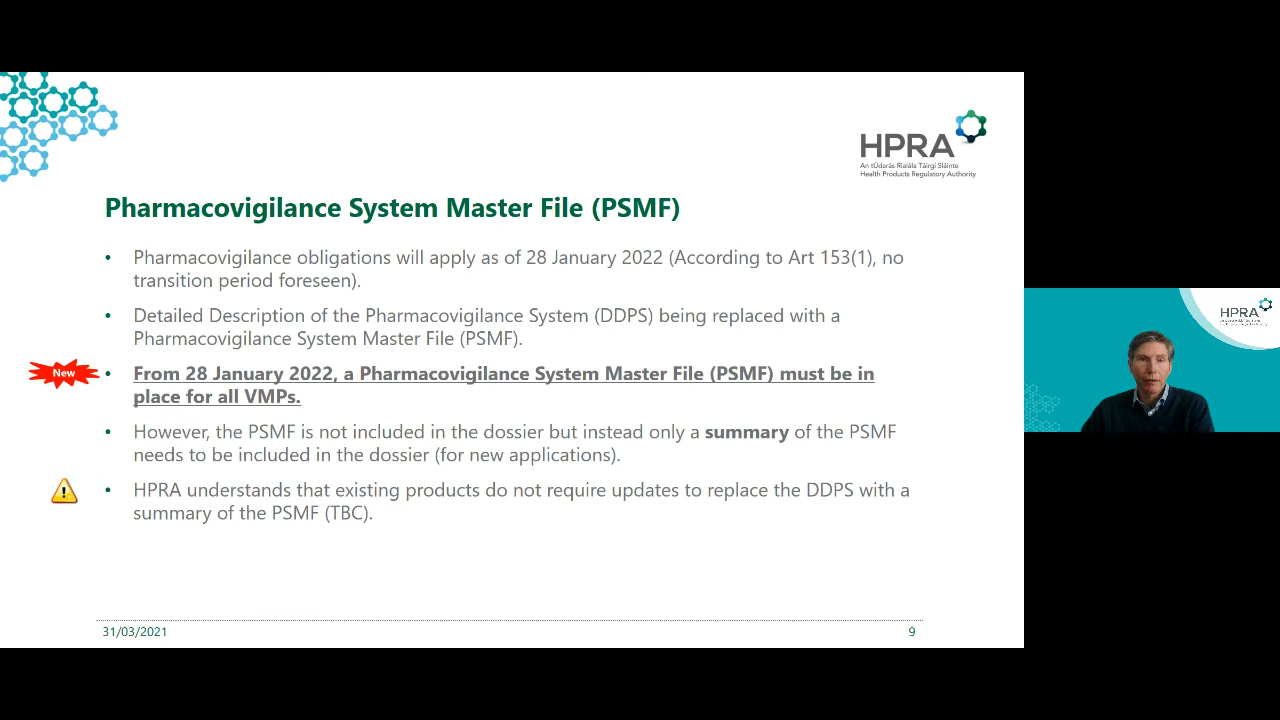 HPRA
An tÚdarás Rialála Táirgí Sláinte
Health Products Regulatory Authority
Pharmacovigilance System Master File (PSMF)
• Pharmacovigilance obligations will apply as of 28 January 2022 (According to Art 153(1), no
transition period foreseen).
• Detailed Description of the Pharmacovigilance System (DDPS) being replaced with a
Pharmacovigilance System Master File (PSMF).
New
• From 28 January 2022, a Pharmacovigilance System Master File (PSMF) must be in
place for all VMPs.
• However, the PSMF is not included in the dossier but instead only a summary of the PSMF
needs to be included in the dossier (for new applications).
• HPRA understands that existing products do not require updates to replace the DDPS with a
summary of the PSMF (TBC).
31/03/2021
9
HPRA